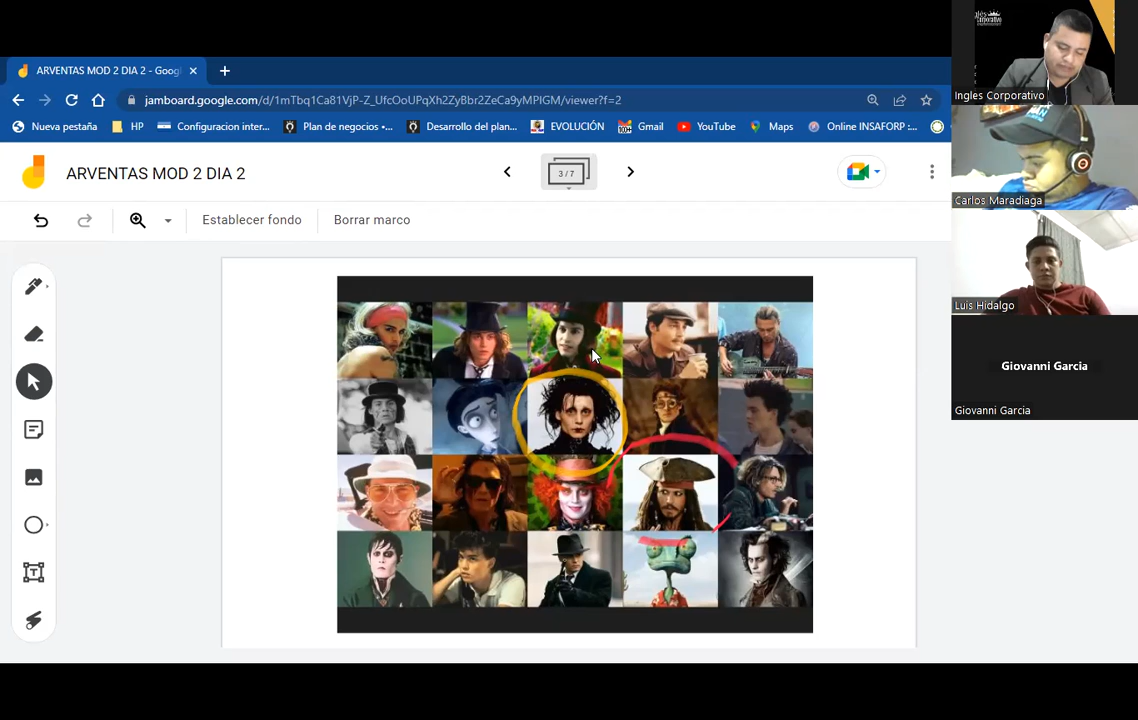 ARVENTAS MOD 2 DIA 2 - Goog
jamboard.google.com/d/1mTbq1Ca81VjP-Z_UfcOoUPqXh2ZyBbr2ZeCa9yMPIGM/viewer?f=2
Nueva pestaña
HP
Configuracion inter...
Plan de negocios •...
Desarrollo del plan...
EVOLUCIÓN
Gmail
YouTube
Maps
Online INSAFORP :...
ARVENTAS MOD 2 DIA 2
3 / 7
Establecer fondo
Borrar marco
Ingles Corporativo
Carlos Maradiaga
Luis Hidalgo
Giovanni Garcia
Giovanni Garcia